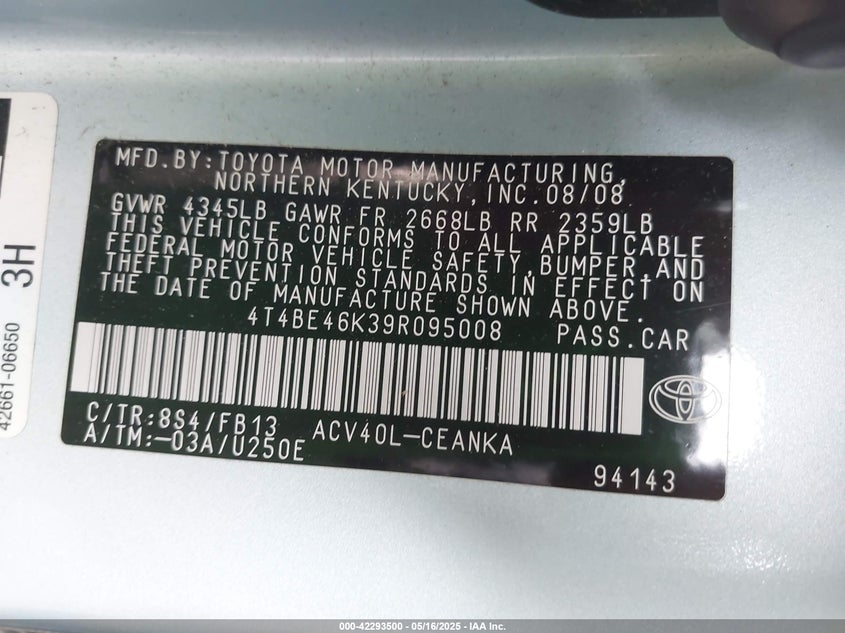 MFD.BY:TOYOTA MOTOR MANUFACTURING,
NORTHERN KENTUCKY,INC.08/08
GVWR 4345LB GAWR FR 2668LB RR 2359LB
THIS VEHICLE CONFORMS TO ALL APPLICABLE
FEDERAL MOTOR VEHICLE SAFETY,BUMPER,AND
THEFT PREVENTION STANDARDS IN EFFECT ON
THE DATE OF MANUFACTURE SHOWN ABOVE.
4T4BE46K39R095008 PASS.CAR
C/TR:8S4/FB13 ACV40L-CEANKA
A/TM:-03A/U250E
94143
42661-06650 3H
000-42293500 - 05/16/2025 - IAA Inc.